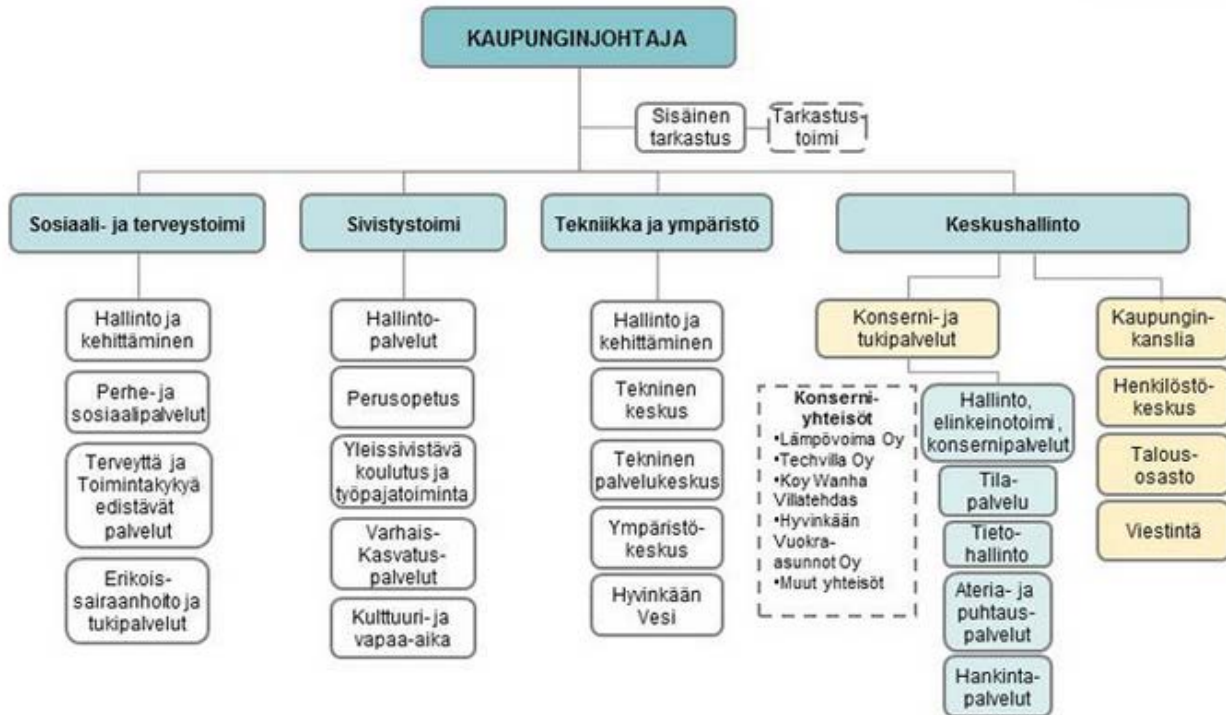 KAUPUNGINJOHTAJA
Sisäinen
tarkastus
Tarkastus-
toimi
Sosiaali- ja terveystoimi
Hallinto ja
kehittäminen
Perhe- ja
sosiaalipalvelut
Terveyttä ja
Toimintakykyä
edistävät
palvelut
Erikois-
sairaanhoito ja
tukipalvelut
Sivistystoimi
Hallinto-
palvelut
Perusopetus
Yleissivistävä
koulutus ja
työpajatoiminta
Varhais-
Kasvatus-
palvelut
Kulttuuri- ja
vapaa-aika
Tekniikka ja ympäristö
Hallinto ja
kehittäminen
Tekninen
keskus
Tekninen
palvelukeskus
Ympäristö-
keskus
Hyvinkään
Vesi
Keskushallinto
Konserni- ja
tukipalvelut
Konserni-
yhteisöt
•Lämpövoima Oy
•Techvilla Oy
•Koy Wanha
Villatehdas
•Hyvinkään
Vuokra-
asunnot Oy
•Muut yhteisöt
Hallinto,
elinkeinotoimi,
konsernipalvelut
Tila-
palvelu
Tieto-
hallinto
Ateria- ja
puhtaus-
palvelut
Hankinta-
palvelut
Kaupungin-
kanslia
Henkilöstö-
keskus
Talous-
osasto
Viestintä